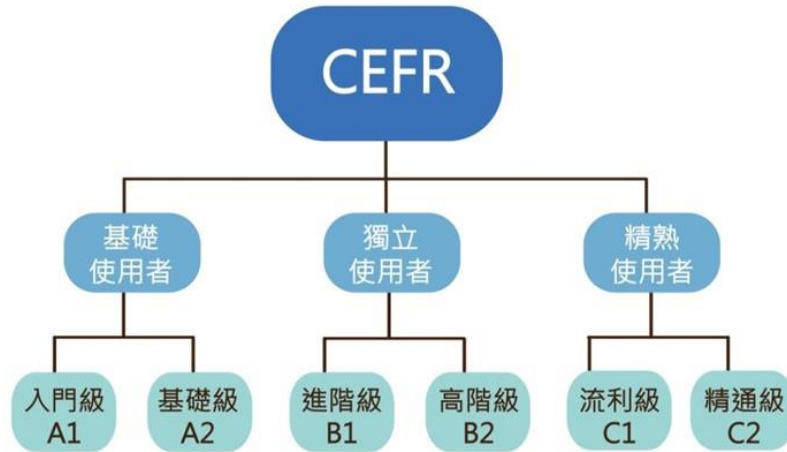 CEFR
基礎
使用者
獨立
使用者
精熟
使用者
入門級
A1
基礎級
A2
進階級
B1
高階級
B2
流利級
C1
精通級
C2